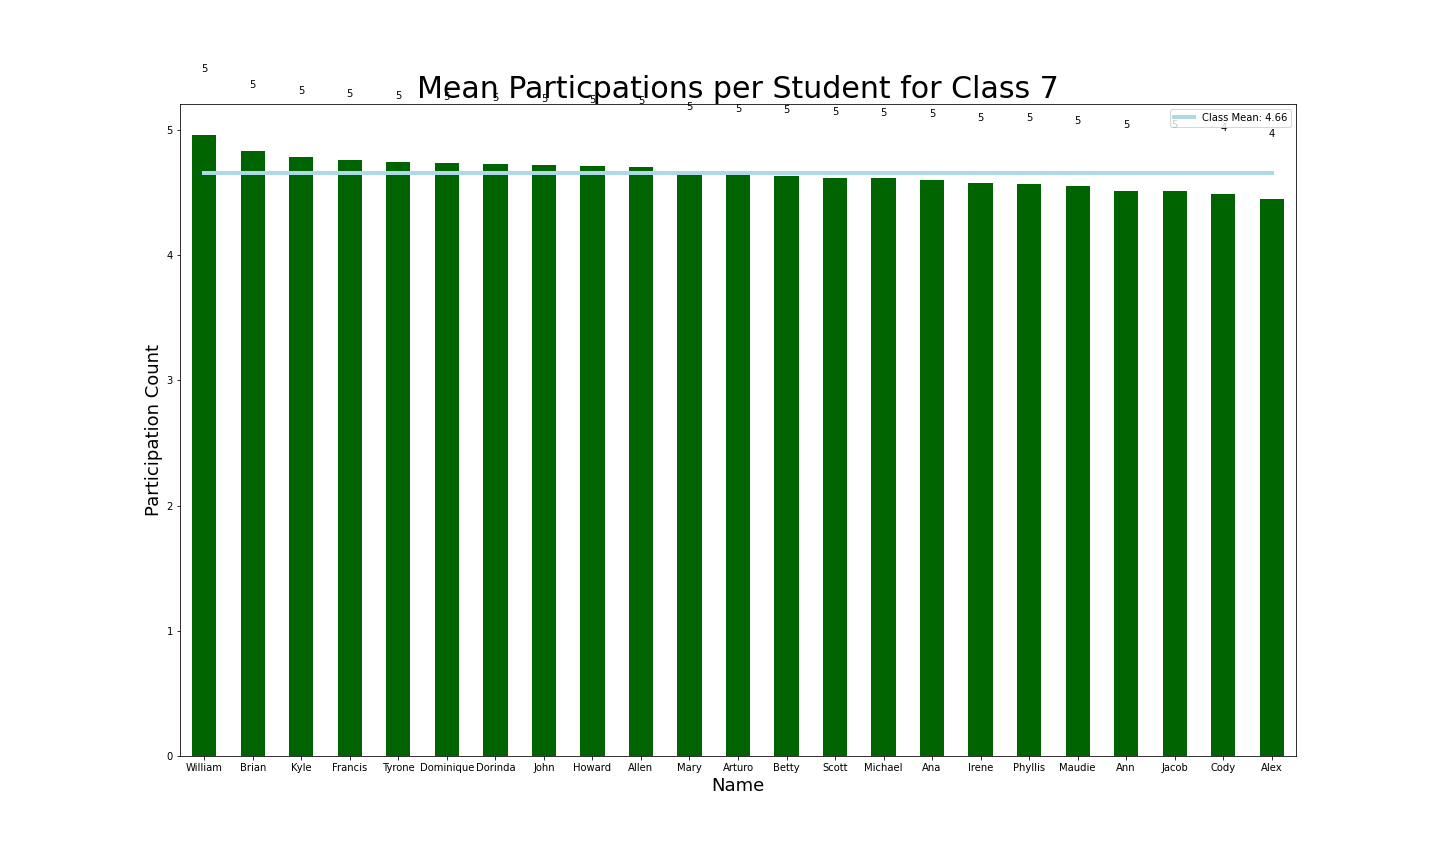 5 5 5 5 5 5 5 5 5 5 5 5 5 5 5 5 5 5 5 5 5 4 4
Mean Particpations per Student for Class 7
Class Mean: 4.66
5
4
3
2
1
0
Participation Count
William Brian Kyle Francis Tyrone Dominique Dorinda John Howard Allen Mary Arturo Betty Scott Michael Ana Irene Phyllis Maudie Ann Jacob Cody Alex
Name